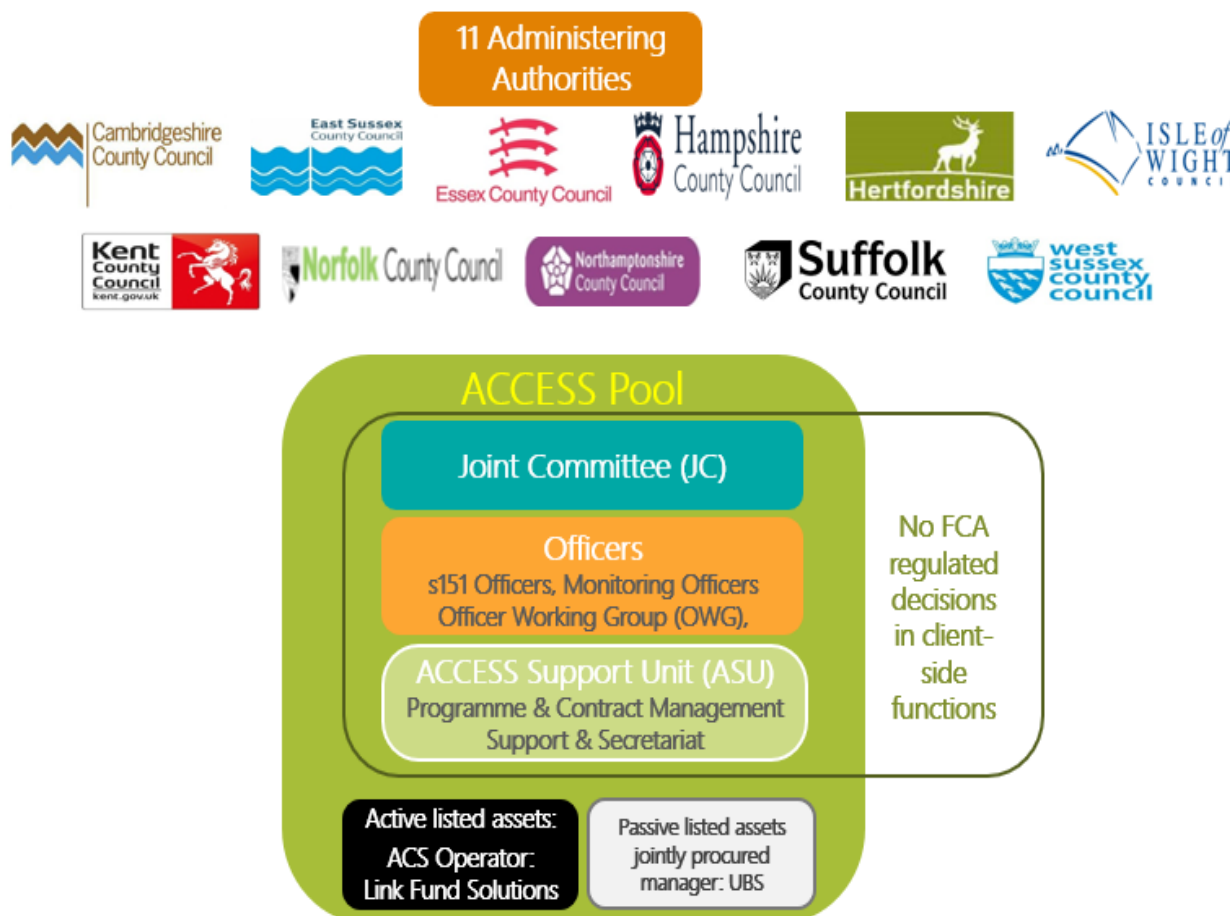 11 Administering
Authorities
Cambridgeshire
County Council
East Sussex
County Council
Essex County Council
Hampshire
County Council
Hertfordshire
ISLE of
WIGHT
COUNCIL
Kent
County
Council
kent.gov.uk
Norfolk County Council
Northamptonshire
County Council
Suffolk
County Council
west
sussex
county
council
ACCESS Pool
Joint Committee (JC)
Officers
s151 Officers, Monitoring Officers
Officer Working Group (OWG),
ACCESS Support Unit (ASU)
Programme & Contract Management
Support & Secretariat
No FCA
regulated
decisions
in client-
side
functions
Active listed assets:
ACS Operator:
Link Fund Solutions
Passive listed assets
jointly procured
manager: UBS